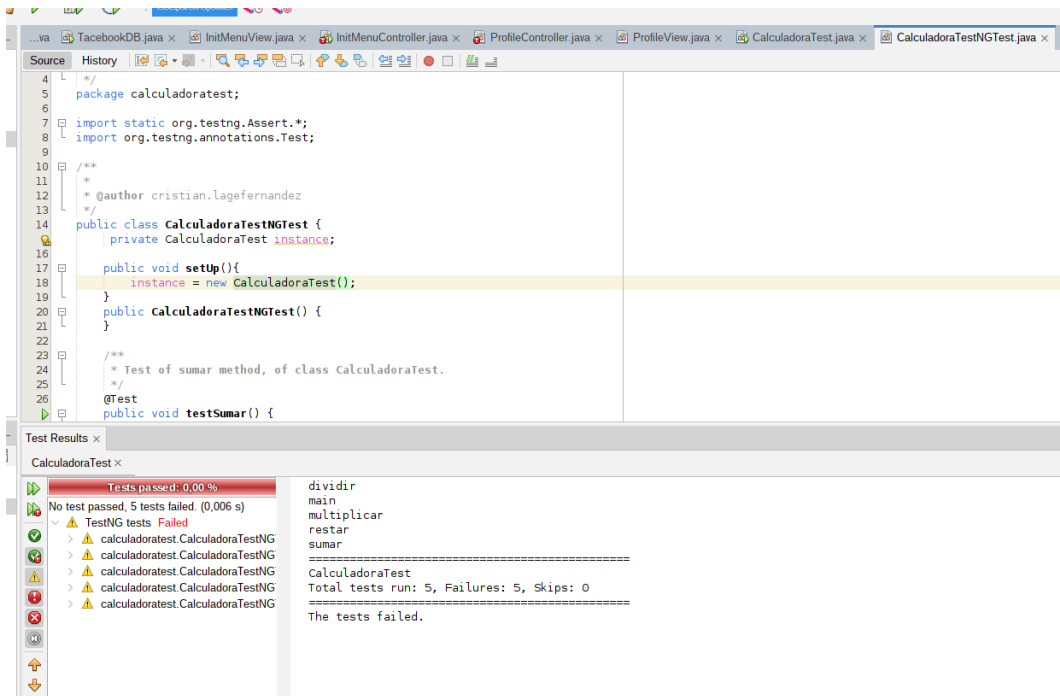 ...va TacebookDB.java × InitMenuView.java × InitMenuController.java × ProfileController.java × ProfileView.java × CalculadoraTest.java × CalculadoraTestNGTest.java ×
Source History
4 */
5 package calculadoratest;
6
7 import static org.testng.Assert.*;
8 import org.testng.annotations.Test;
9
10 /**
11 *
12 * @author cristian.lagefernandez
13 */
14 public class CalculadoraTestNGTest {
private CalculadoraTest instance;
16
17 public void setUp(){
18 instance = new CalculadoraTest();
19 }
20 public CalculadoraTestNGTest() {
21 }
22
23 /**
24 * Test of sumar method, of class CalculadoraTest.
25 */
26 @Test
public void testSumar() {
Test Results ×
CalculadoraTest ×
Tests passed: 0,00 %
No test passed, 5 tests failed. (0,006 s)
TestNG tests Failed
calculadoratest.CalculadoraTestNG
calculadoratest.CalculadoraTestNG
calculadoratest.CalculadoraTestNG
calculadoratest.CalculadoraTestNG
calculadoratest.CalculadoraTestNG
dividir
main
multiplicar
restar
sumar
===============================================
CalculadoraTest
Total tests run: 5, Failures: 5, Skips: 0
===============================================
The tests failed.